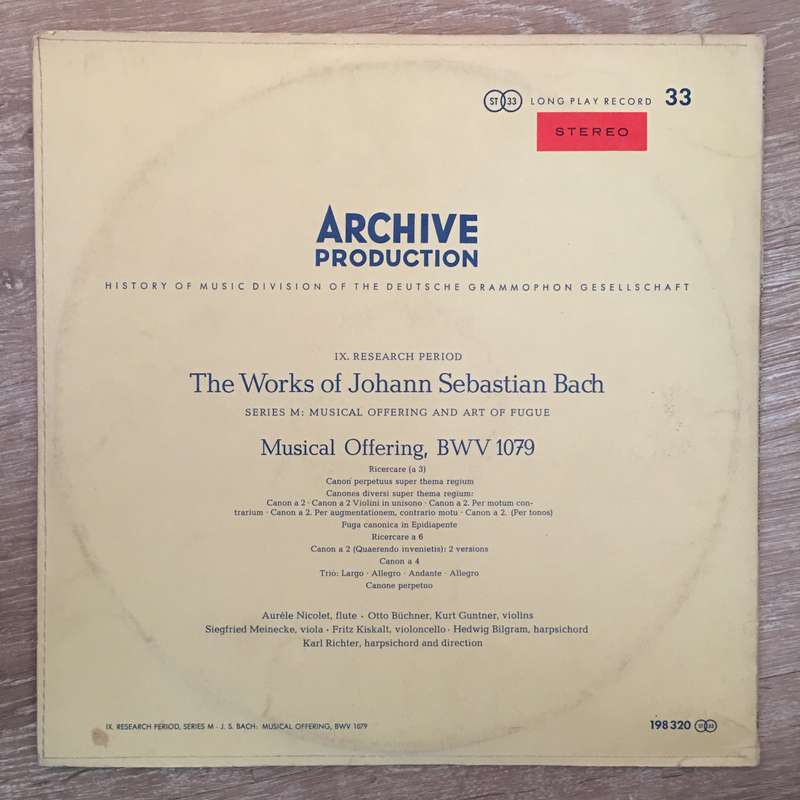 ST 33 LONG PLAY RECORD 33
STEREO
ARCHIVE
PRODUCTION
HISTORY OF MUSIC DIVISION OF THE DEUTSCHE GRAMMOPHON GESELLSCHAFT
IX. RESEARCH PERIOD
The Works of Johann Sebastian Bach
SERIES M: MUSICAL OFFERING AND ART OF FUGUE
Musical Offering, BWV 1079
Ricercare (a 3)
Canon perpetuus super thema regium
Canones diversi super thema regium:
Canon a 2 · Canon a 2 Violini in unisono · Canon a 2. Per motum con-
trarium · Canon a 2. Per augmentationem, contrario motu · Canon a 2. (Per tonos)
Fuga canonica in Epidiapente
Ricercare a 6
Canon a 2 (Quaerendo invenietis): 2 versions
Canon a 4
Trio: Largo · Allegro · Andante · Allegro
Canone perpetuo
Aurèle Nicolet, flute · Otto Büchner, Kurt Guntner, violins
Siegfried Meinecke, viola · Fritz Kiskalt, violoncello · Hedwig Bilgram, harpsichord
Karl Richter, harpsichord and direction
IX. RESEARCH PERIOD, SERIES M - J. S. BACH: MUSICAL OFFERING, BWV 1079
198 320 ST 33